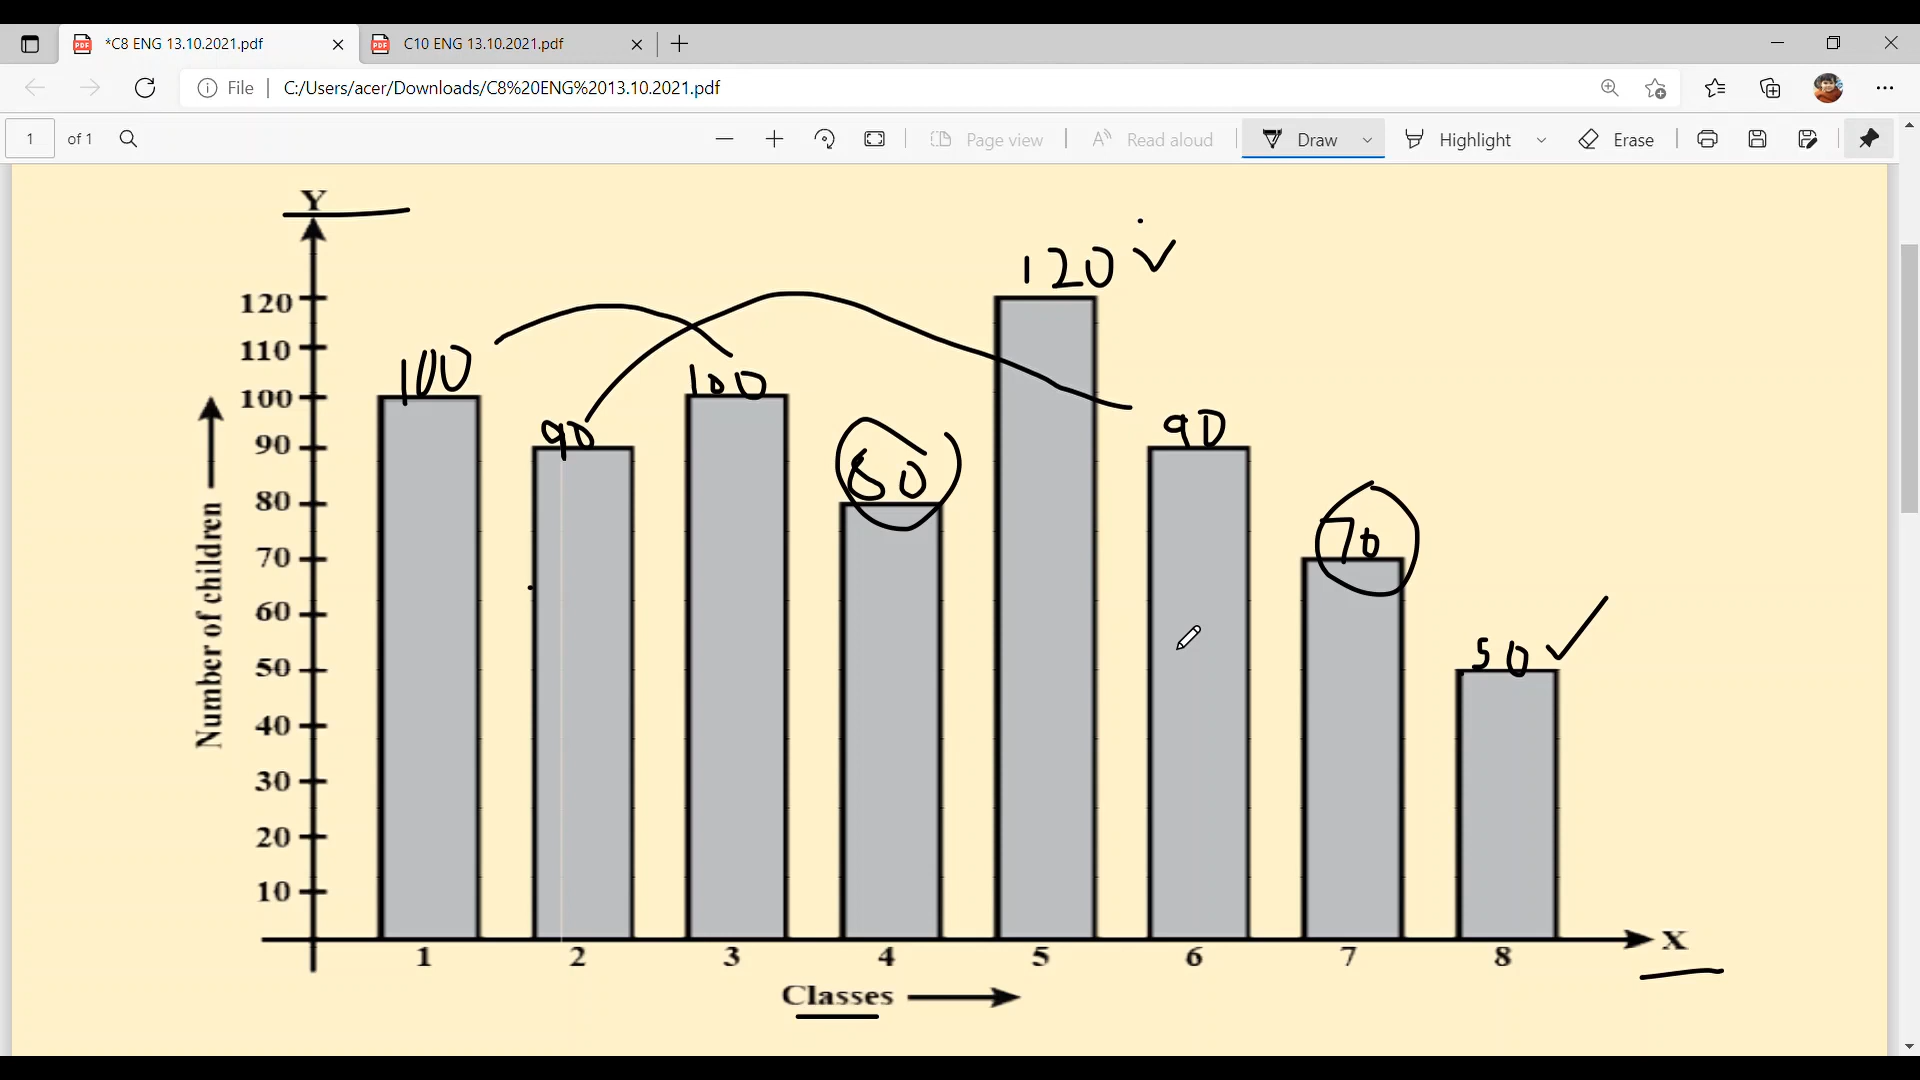 *C8 ENG 13.10.2021.pdf
C10 ENG 13.10.2021.pdf
File
C:/Users/acer/Downloads/C8%20ENG%2013.10.2021.pdf
1 of 1
Page view
Read aloud
Draw
Highlight
Erase
Y
120
110
100
90
80
70
60
50
40
30
20
10
Number of children
100
90
100
80
120
90
70
50
1 2 3 4 5 6 7 8
X
Classes